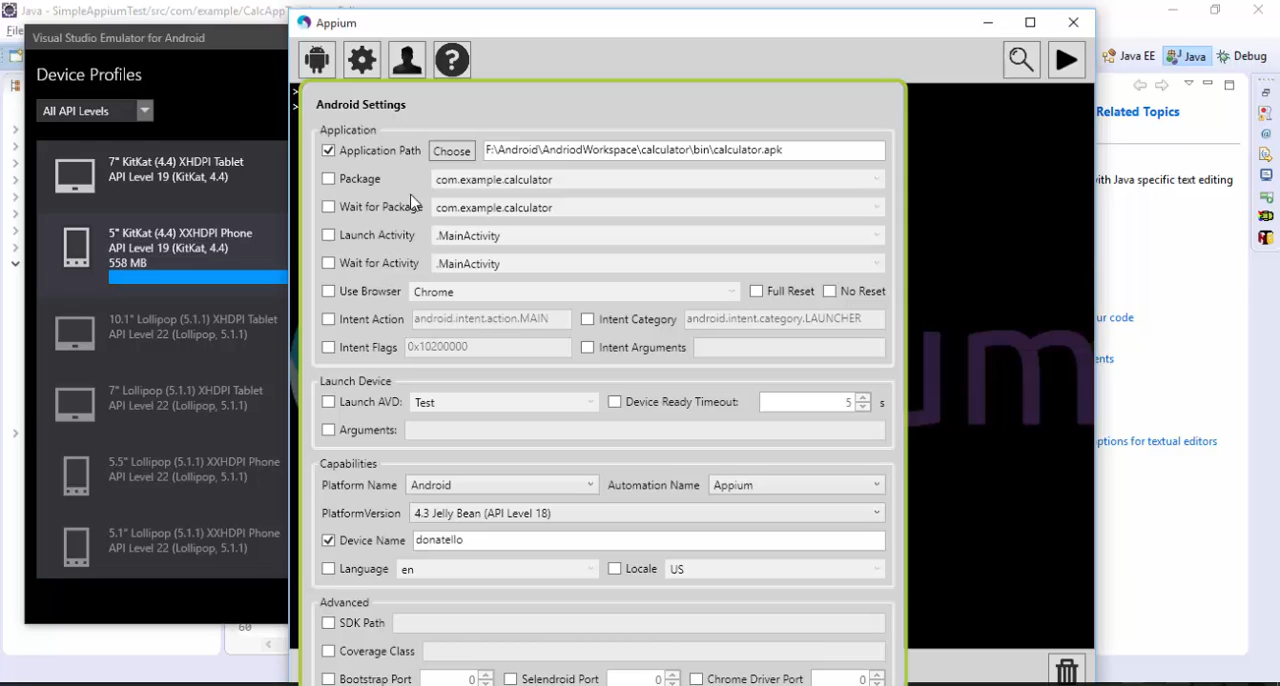 Java - SimpleAppiumTest/src/com/example/CalcApp
File
Visual Studio Emulator for Android
Device Profiles
All API Levels
7" KitKat (4.4) XHDPI Tablet
API Level 19 (KitKat, 4.4)
5" KitKat (4.4) XXHDPI Phone
API Level 19 (KitKat, 4.4)
558 MB
10.1" Lollipop (5.1.1) XHDPI Tablet
API Level 22 (Lollipop, 5.1.1)
7" Lollipop (5.1.1) XHDPI Tablet
API Level 22 (Lollipop, 5.1.1)
5.5" Lollipop (5.1.1) XXHDPI Phone
API Level 22 (Lollipop, 5.1.1)
5.1" Lollipop (5.1.1) XXHDPI Phone
API Level 22 (Lollipop, 5.1.1)
60
Appium
Android Settings
Application
Application Path Choose F:\Android\AndriodWorkspace\calculator\bin\calculator.apk
Package com.example.calculator
Wait for Package com.example.calculator
Launch Activity .MainActivity
Wait for Activity .MainActivity
Use Browser Chrome Full Reset No Reset
Intent Action android.intent.action.MAIN Intent Category android.intent.category.LAUNCHER
Intent Flags 0x10200000 Intent Arguments
Launch Device
Launch AVD: Test Device Ready Timeout: 5 s
Arguments:
Capabilities
Platform Name Android Automation Name Appium
PlatformVersion 4.3 Jelly Bean (API Level 18)
Device Name donatello
Language en Locale US
Advanced
SDK Path
Coverage Class
Bootstrap Port 0 Selendroid Port 0 Chrome Driver Port 0
um
Java EE Java Debug
Related Topics
with Java specific text editing
our code
ents
options for textual editors